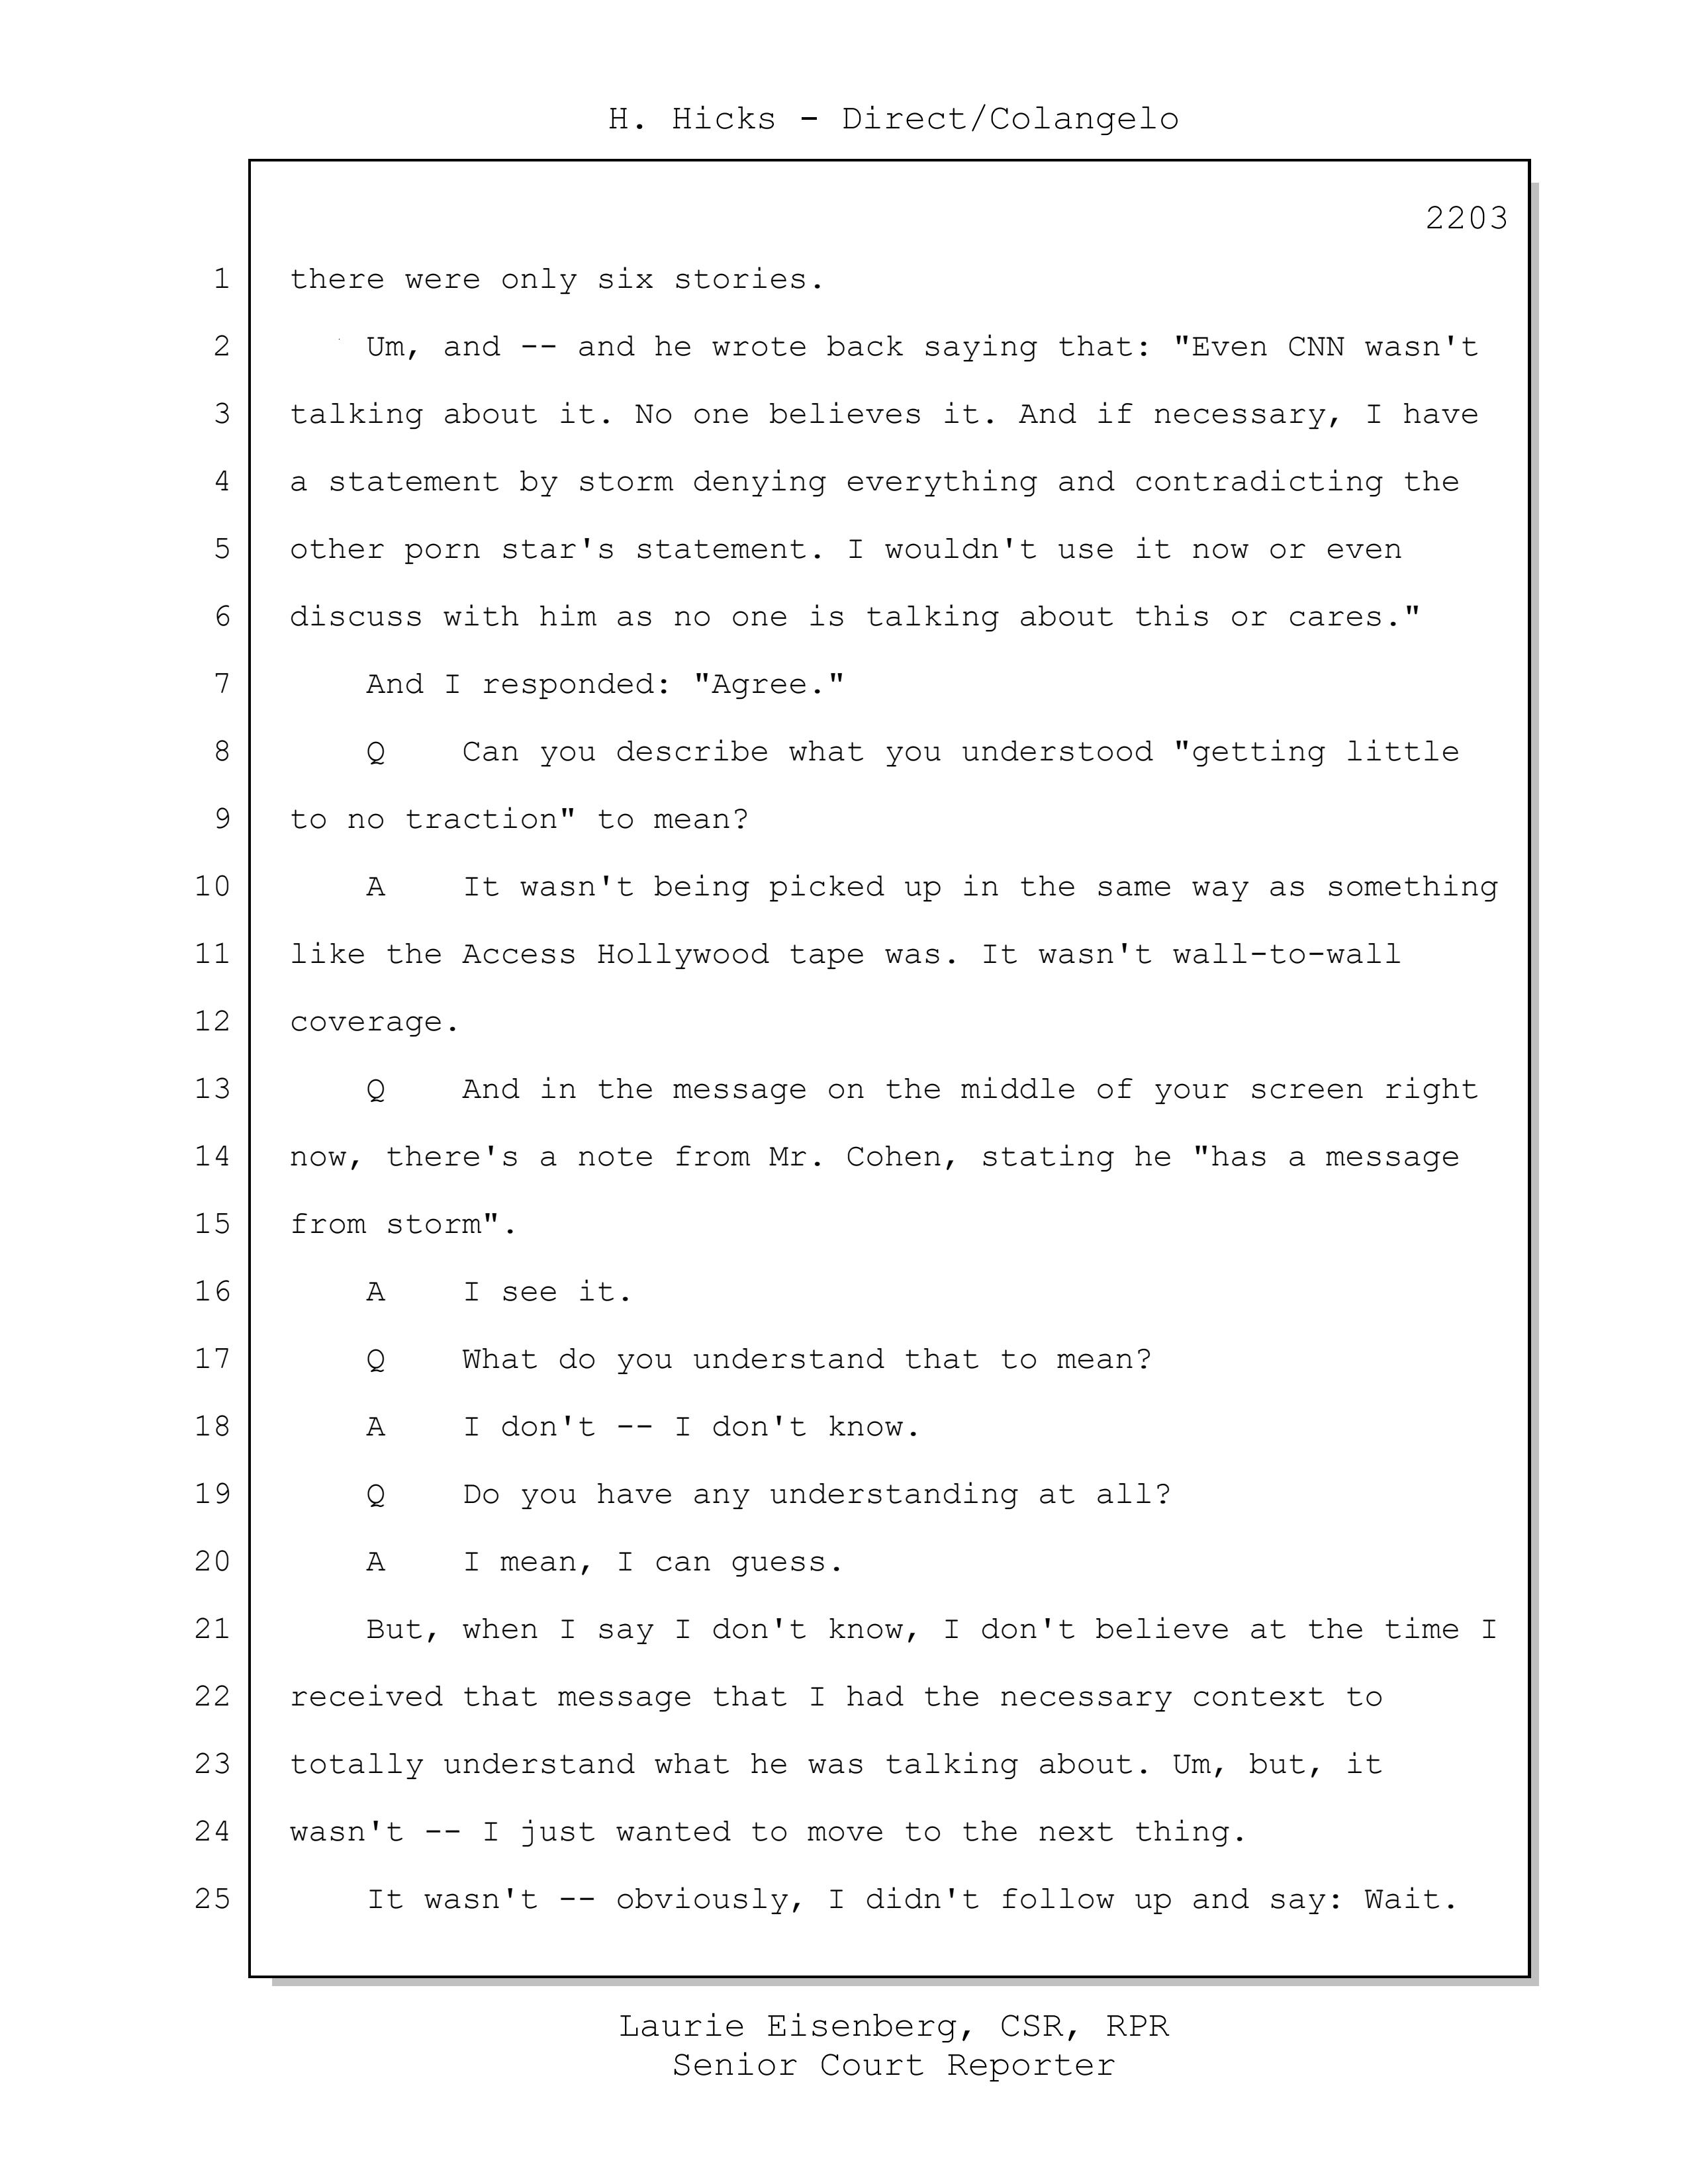 H. Hicks - Direct/Colangelo
2203
1 there were only six stories.
2 Um, and -- and he wrote back saying that: "Even CNN wasn't
3 talking about it. No one believes it. And if necessary, I have
4 a statement by storm denying everything and contradicting the
5 other porn star's statement. I wouldn't use it now or even
6 discuss with him as no one is talking about this or cares."
7 And I responded: "Agree."
8 Q Can you describe what you understood "getting little
9 to no traction" to mean?
10 A It wasn't being picked up in the same way as something
11 like the Access Hollywood tape was. It wasn't wall-to-wall
12 coverage.
13 Q And in the message on the middle of your screen right
14 now, there's a note from Mr. Cohen, stating he "has a message
15 from storm".
16 A I see it.
17 Q What do you understand that to mean?
18 A I don't -- I don't know.
19 Q Do you have any understanding at all?
20 A I mean, I can guess.
21 But, when I say I don't know, I don't believe at the time I
22 received that message that I had the necessary context to
23 totally understand what he was talking about. Um, but, it
24 wasn't -- I just wanted to move to the next thing.
25 It wasn't -- obviously, I didn't follow up and say: Wait.
Laurie Eisenberg, CSR, RPR
Senior Court Reporter